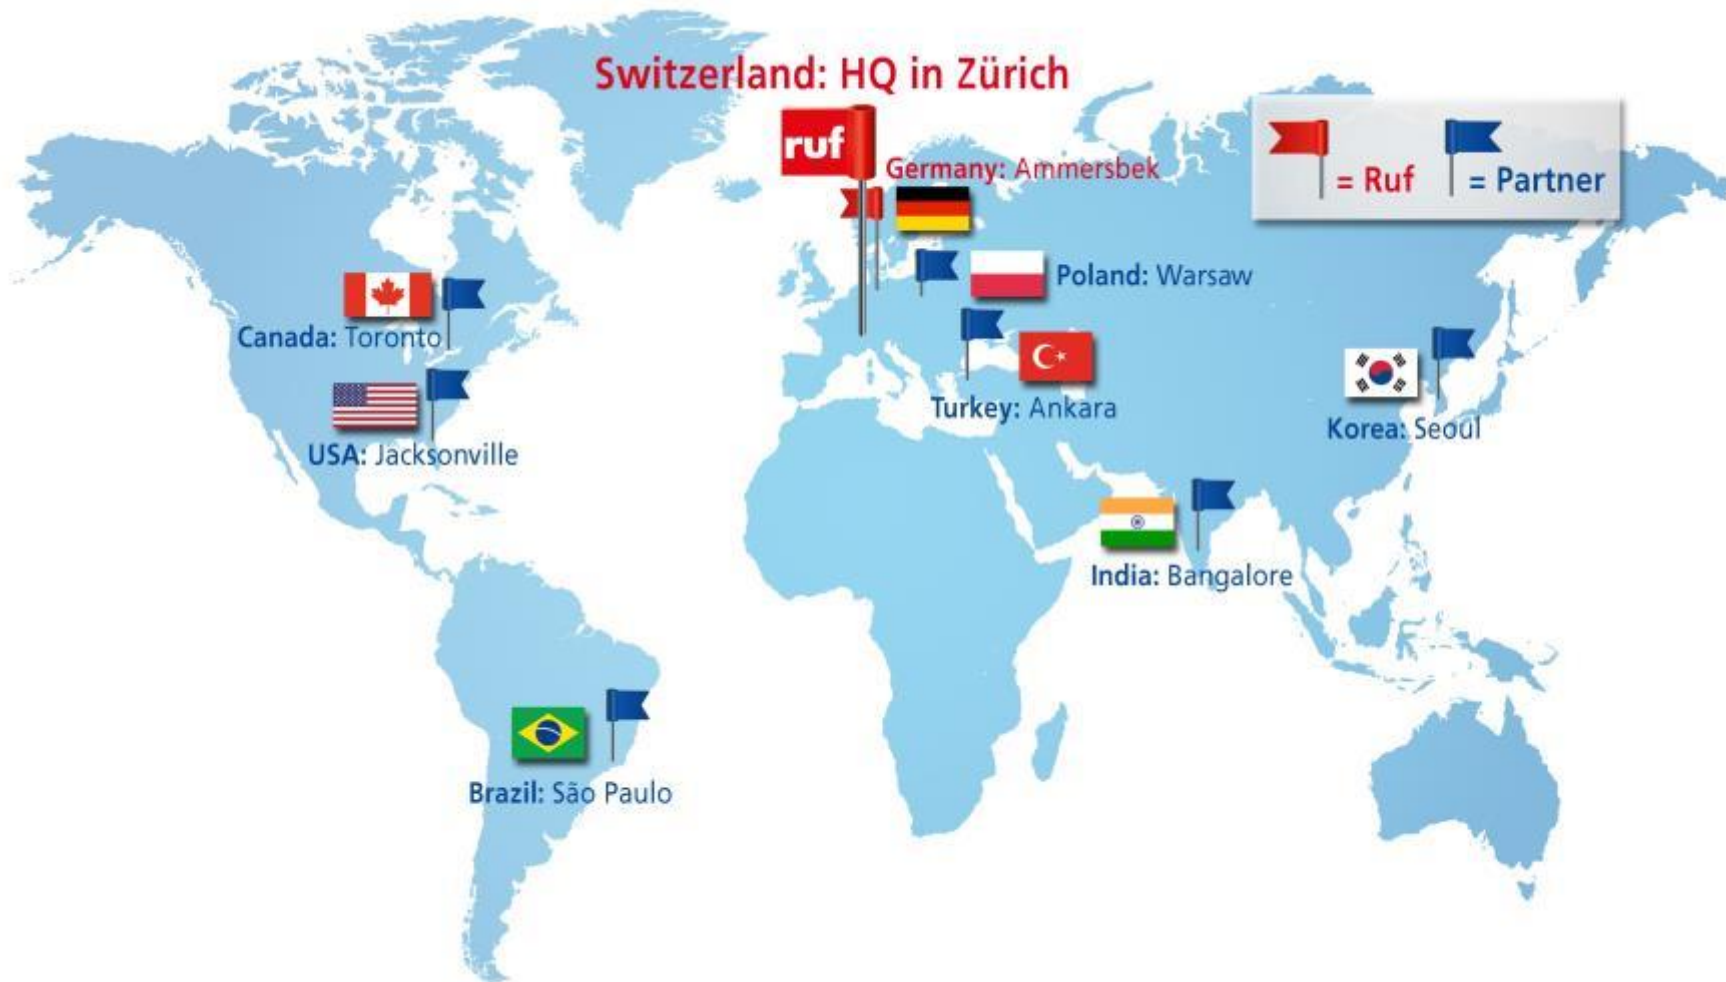 Switzerland: HQ in Zürich
ruf
Germany: Ammersbek
= Ruf
= Partner
Poland: Warsaw
Canada: Toronto
Turkey: Ankara
Korea: Seoul
USA: Jacksonville
India: Bangalore
Brazil: São Paulo